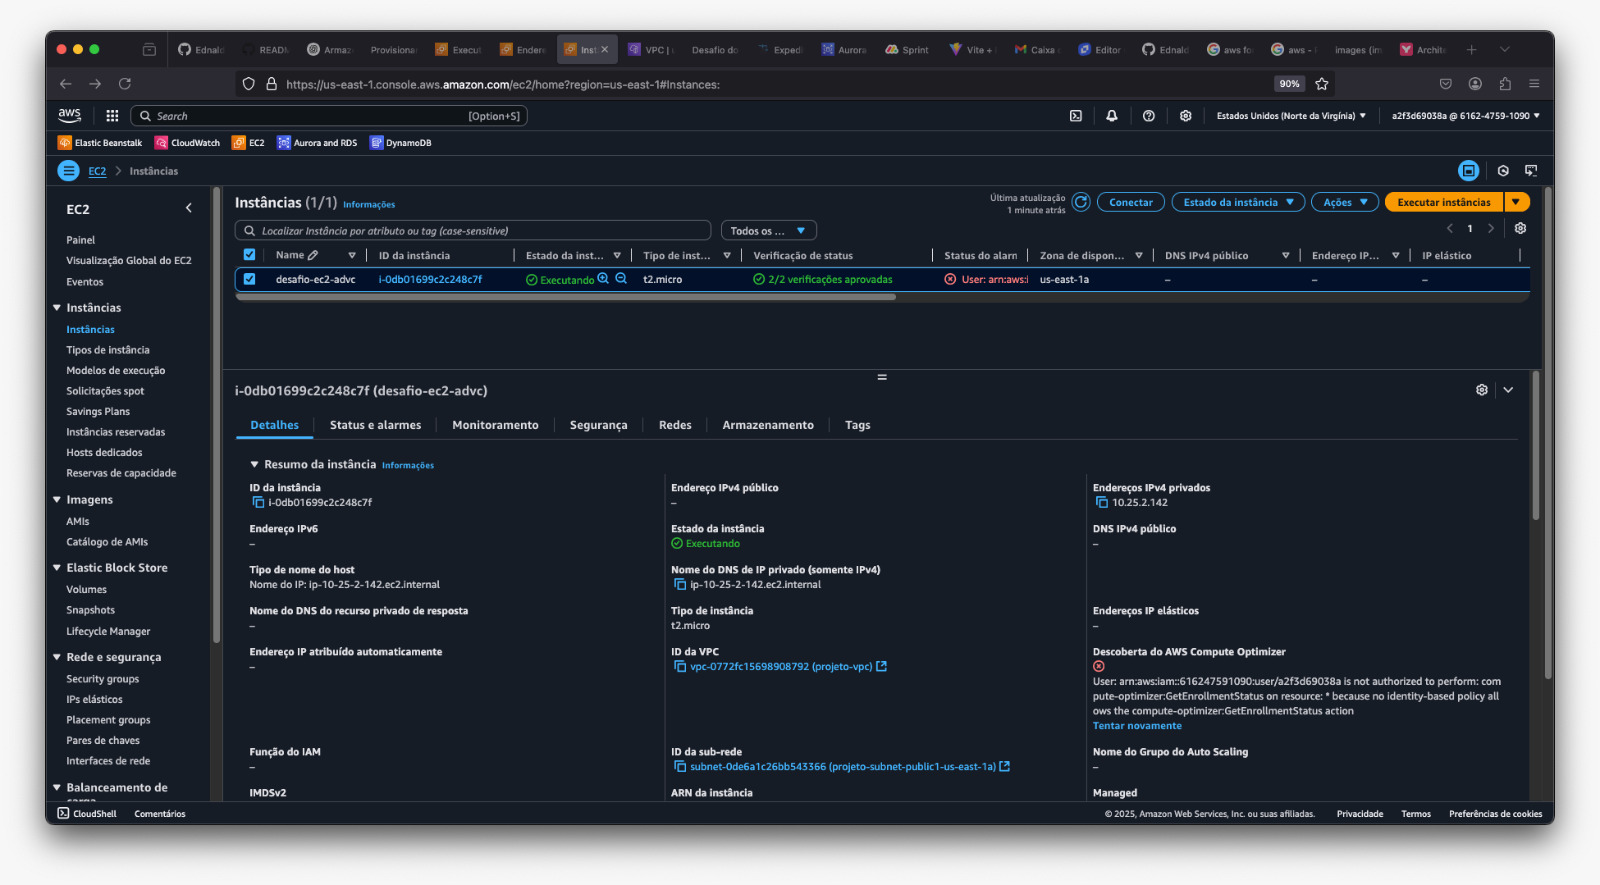 Ednald
READM
Armaz
Provisionar
Execut
Endere
Inst
VPC |
Desafio do
Expedi
Aurora
Sprint
Vite +
Caixa
Editor
Ednald
aws fo
aws -
images (im
Archit
https://us-east-1.console.aws.amazon.com/ec2/home?region=us-east-1#Instances:
90%
aws
Search
[Option+S]
Estados Unidos (Norte da Virgínia)
a2f3d69038a @ 6162-4759-1090
Elastic Beanstalk
CloudWatch
EC2
Aurora and RDS
DynamoDB
EC2
Instâncias
EC2
Painel
Visualização Global do EC2
Eventos
Instâncias
Instâncias
Tipos de instância
Modelos de execução
Solicitações spot
Savings Plans
Instâncias reservadas
Hosts dedicados
Reservas de capacidade
Imagens
AMIs
Catálogo de AMIs
Elastic Block Store
Volumes
Snapshots
Lifecycle Manager
Rede e segurança
Security groups
IPs elásticos
Placement groups
Pares de chaves
Interfaces de rede
Balanceamento de
carga
Instâncias (1/1) Informações
Última atualização
1 minute atrás
Conectar
Estado da instância
Ações
Executar instâncias
Localizar Instância por atributo ou tag (case-sensitive)
Todos os ...
1
Name
ID da instância
Estado da inst...
Tipo de inst...
Verificação de status
Status do alarn
Zona de dispon...
DNS IPv4 público
Endereço IP...
IP elástico
desafio-ec2-advc
i-0db01699c2c248c7f
Executando
t2.micro
2/2 verificações aprovadas
User: arn:aws:i
us-east-1a
–
–
–
i-0db01699c2c248c7f (desafio-ec2-advc)
Detalhes
Status e alarmes
Monitoramento
Segurança
Redes
Armazenamento
Tags
Resumo da instância Informações
ID da instância
i-0db01699c2c248c7f
Endereço IPv4 público
–
Endereços IPv4 privados
10.25.2.142
Endereço IPv6
–
Estado da instância
Executando
DNS IPv4 público
–
Tipo de nome do host
Nome do IP: ip-10-25-2-142.ec2.internal
Nome do DNS de IP privado (somente IPv4)
ip-10-25-2-142.ec2.internal
Nome do DNS do recurso privado de resposta
–
Tipo de instância
t2.micro
Endereços IP elásticos
–
Endereço IP atribuído automaticamente
–
ID da VPC
vpc-0772fc15698908792 (projeto-vpc)
Descoberta do AWS Compute Optimizer
User: arn:aws:iam::616247591090:user/a2f3d69038a is not authorized to perform: com
pute-optimizer:GetEnrollmentStatus on resource: * because no identity-based policy all
ows the compute-optimizer:GetEnrollmentStatus action
Tentar novamente
Função do IAM
–
ID da sub-rede
subnet-0de6a1c26bb543366 (projeto-subnet-public1-us-east-1a)
Nome do Grupo do Auto Scaling
–
IMDSv2
ARN da instância
Managed
CloudShell
Comentários
© 2025, Amazon Web Services, Inc. ou suas afiliadas.
Privacidade
Termos
Preferências de cookies